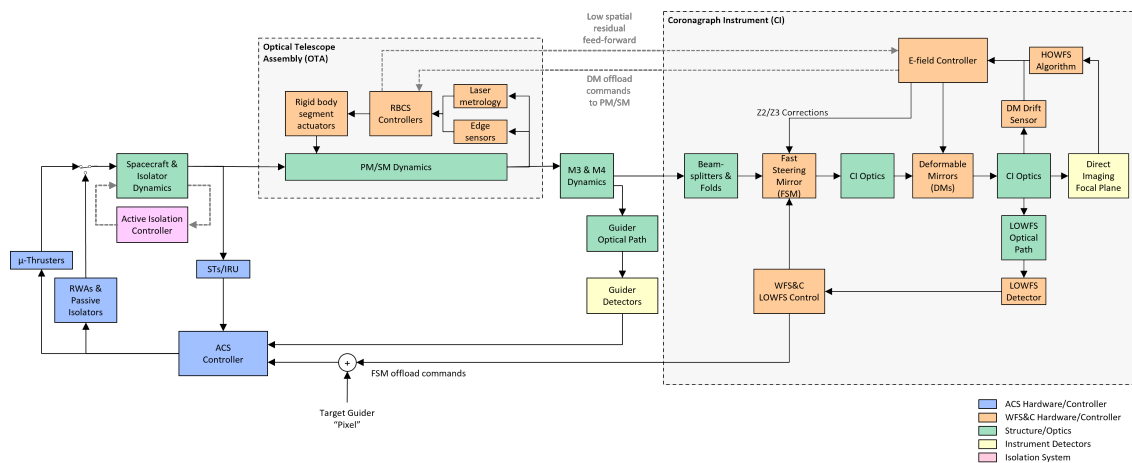 Low spatial
residual
feed-forward
Coronagraph Instrument (CI)
Optical Telescope
Assembly (OTA)
E-field Controller
HOWFS
Algorithm
DM offload
commands
to PM/SM
Laser
metrology
Rigid body
segment
actuators
RBCS
Controllers
Edge
sensors
Z2/Z3 Corrections
DM Drift
Sensor
PM/SM Dynamics
Spacecraft &
Isolator
Dynamics
M3 & M4
Dynamics
Beam-
splitters &
Folds
Fast
Steering
Mirror
(FSM)
CI Optics
Deformable
Mirrors
(DMs)
CI Optics
Direct
Imaging
Focal Plane
Active Isolation
Controller
Guider
Optical Path
LOWFS
Optical
Path
μ-Thrusters
STs/IRU
RWAs &
Passive
Isolators
Guider
Detectors
WFS&C
LOWFS Control
LOWFS
Detector
ACS
Controller
+
FSM offload commands
Target Guider
“Pixel”
ACS Hardware/Controller
WFS&C Hardware/Controller
Structure/Optics
Instrument Detectors
Isolation System